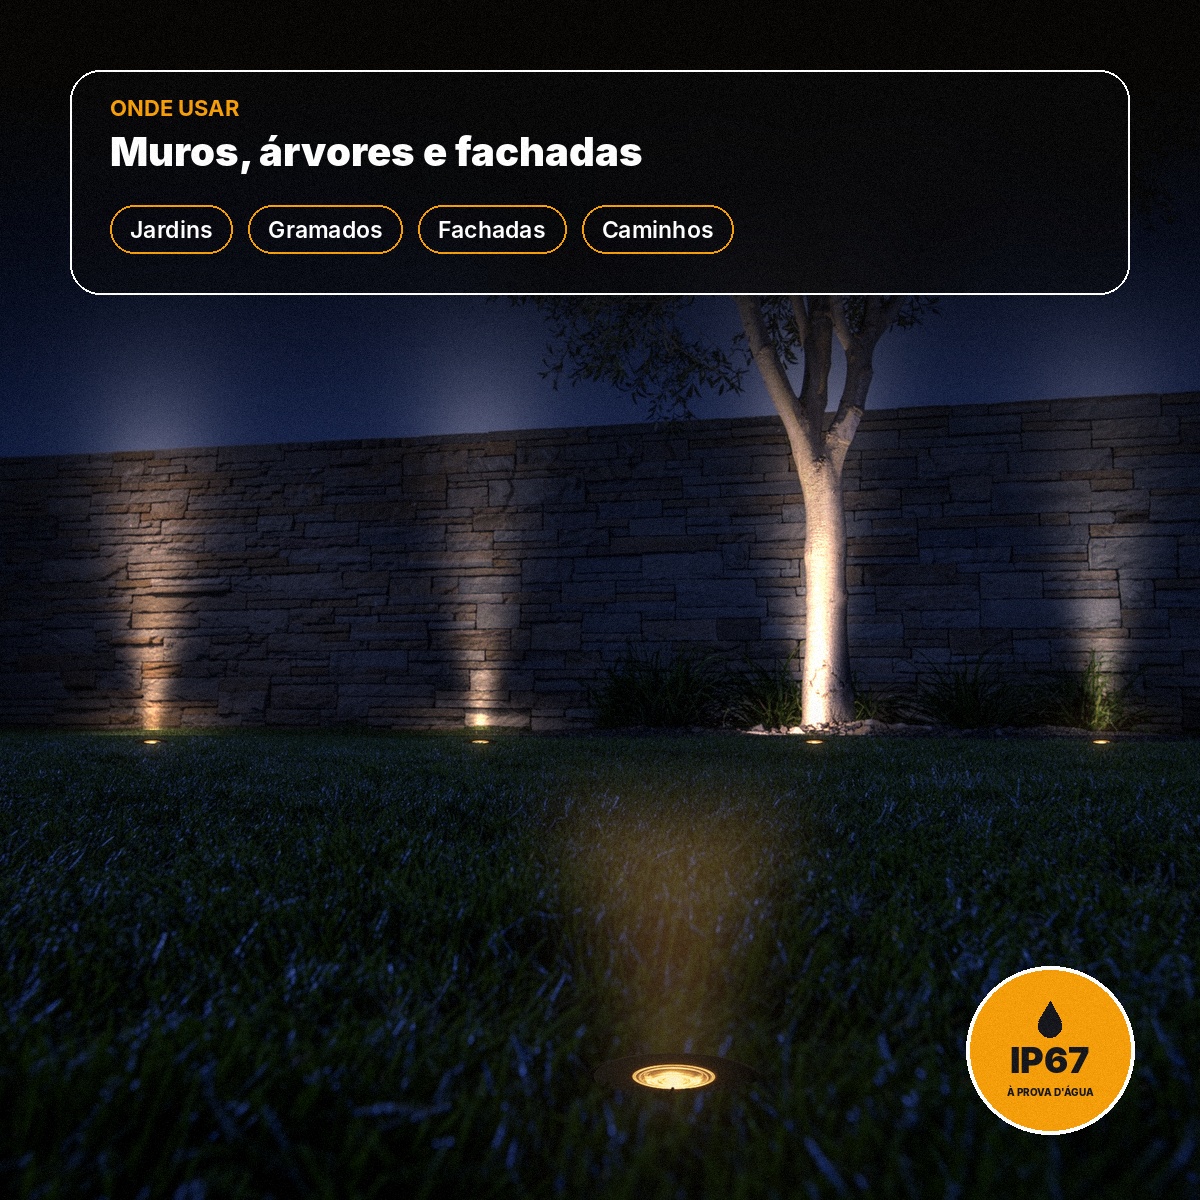 ONDE USAR
Muros, árvores e fachadas
Jardins
Gramados
Fachadas
Caminhos
IP67
À PROVA D'ÁGUA